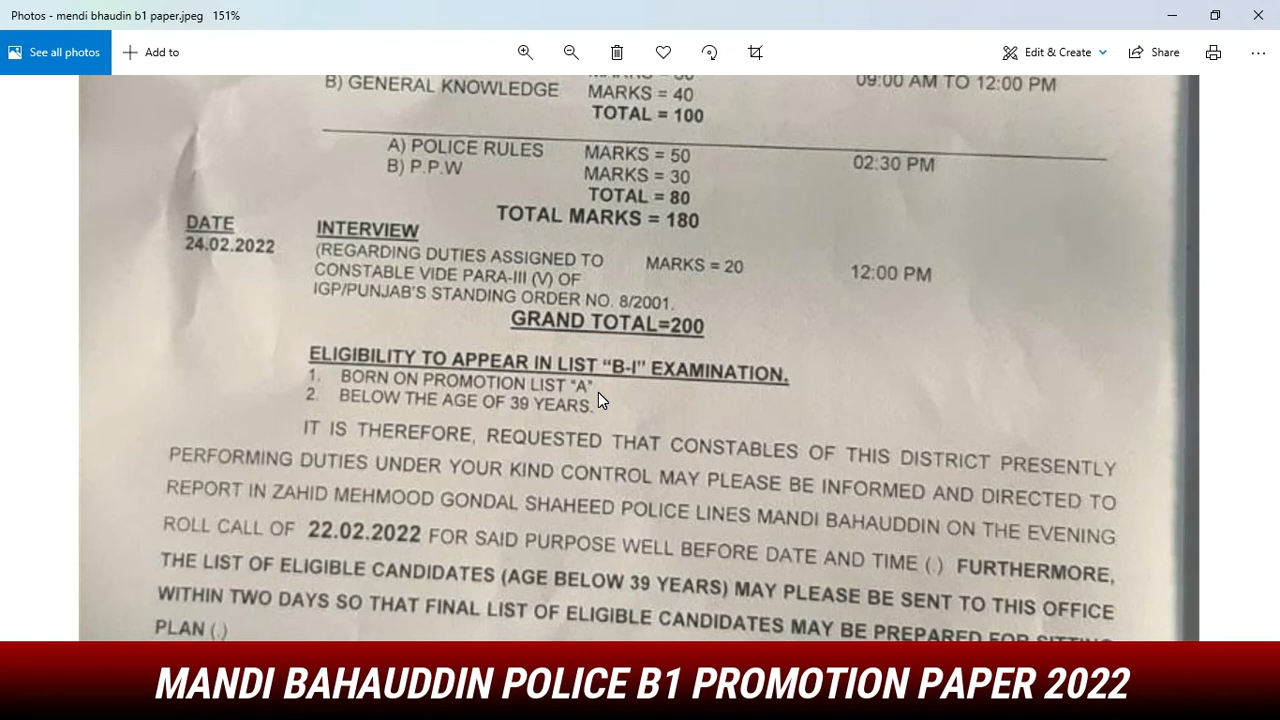 Photos - mendi bhaudin b1 paper.jpeg 151%
See all photos
Add to
Edit & Create
Share
B) GENERAL KNOWLEDGE MARKS = 40 09:00 AM TO 12:00 PM
TOTAL = 100
A) POLICE RULES MARKS = 50 02:30 PM
B) P.P.W MARKS = 30
TOTAL = 80
TOTAL MARKS = 180
DATE INTERVIEW
24.02.2022 (REGARDING DUTIES ASSIGNED TO MARKS = 20 12:00 PM
CONSTABLE VIDE PARA-III (V) OF
IGP/PUNJAB'S STANDING ORDER NO. 8/2001.
GRAND TOTAL=200
ELIGIBILITY TO APPEAR IN LIST "B-I" EXAMINATION.
1. BORN ON PROMOTION LIST "A"
2. BELOW THE AGE OF 39 YEARS.
IT IS THEREFORE, REQUESTED THAT CONSTABLES OF THIS DISTRICT PRESENTLY
PERFORMING DUTIES UNDER YOUR KIND CONTROL MAY PLEASE BE INFORMED AND DIRECTED TO
REPORT IN ZAHID MEHMOOD GONDAL SHAHEED POLICE LINES MANDI BAHAUDDIN ON THE EVENING
ROLL CALL OF 22.02.2022 FOR SAID PURPOSE WELL BEFORE DATE AND TIME (.) FURTHERMORE,
THE LIST OF ELIGIBLE CANDIDATES (AGE BELOW 39 YEARS) MAY PLEASE BE SENT TO THIS OFFICE
WITHIN TWO DAYS SO THAT FINAL LIST OF ELIGIBLE CANDIDATES MAY BE PREPARED FOR SITTING
PLAN (.)
MANDI BAHAUDDIN POLICE B1 PROMOTION PAPER 2022